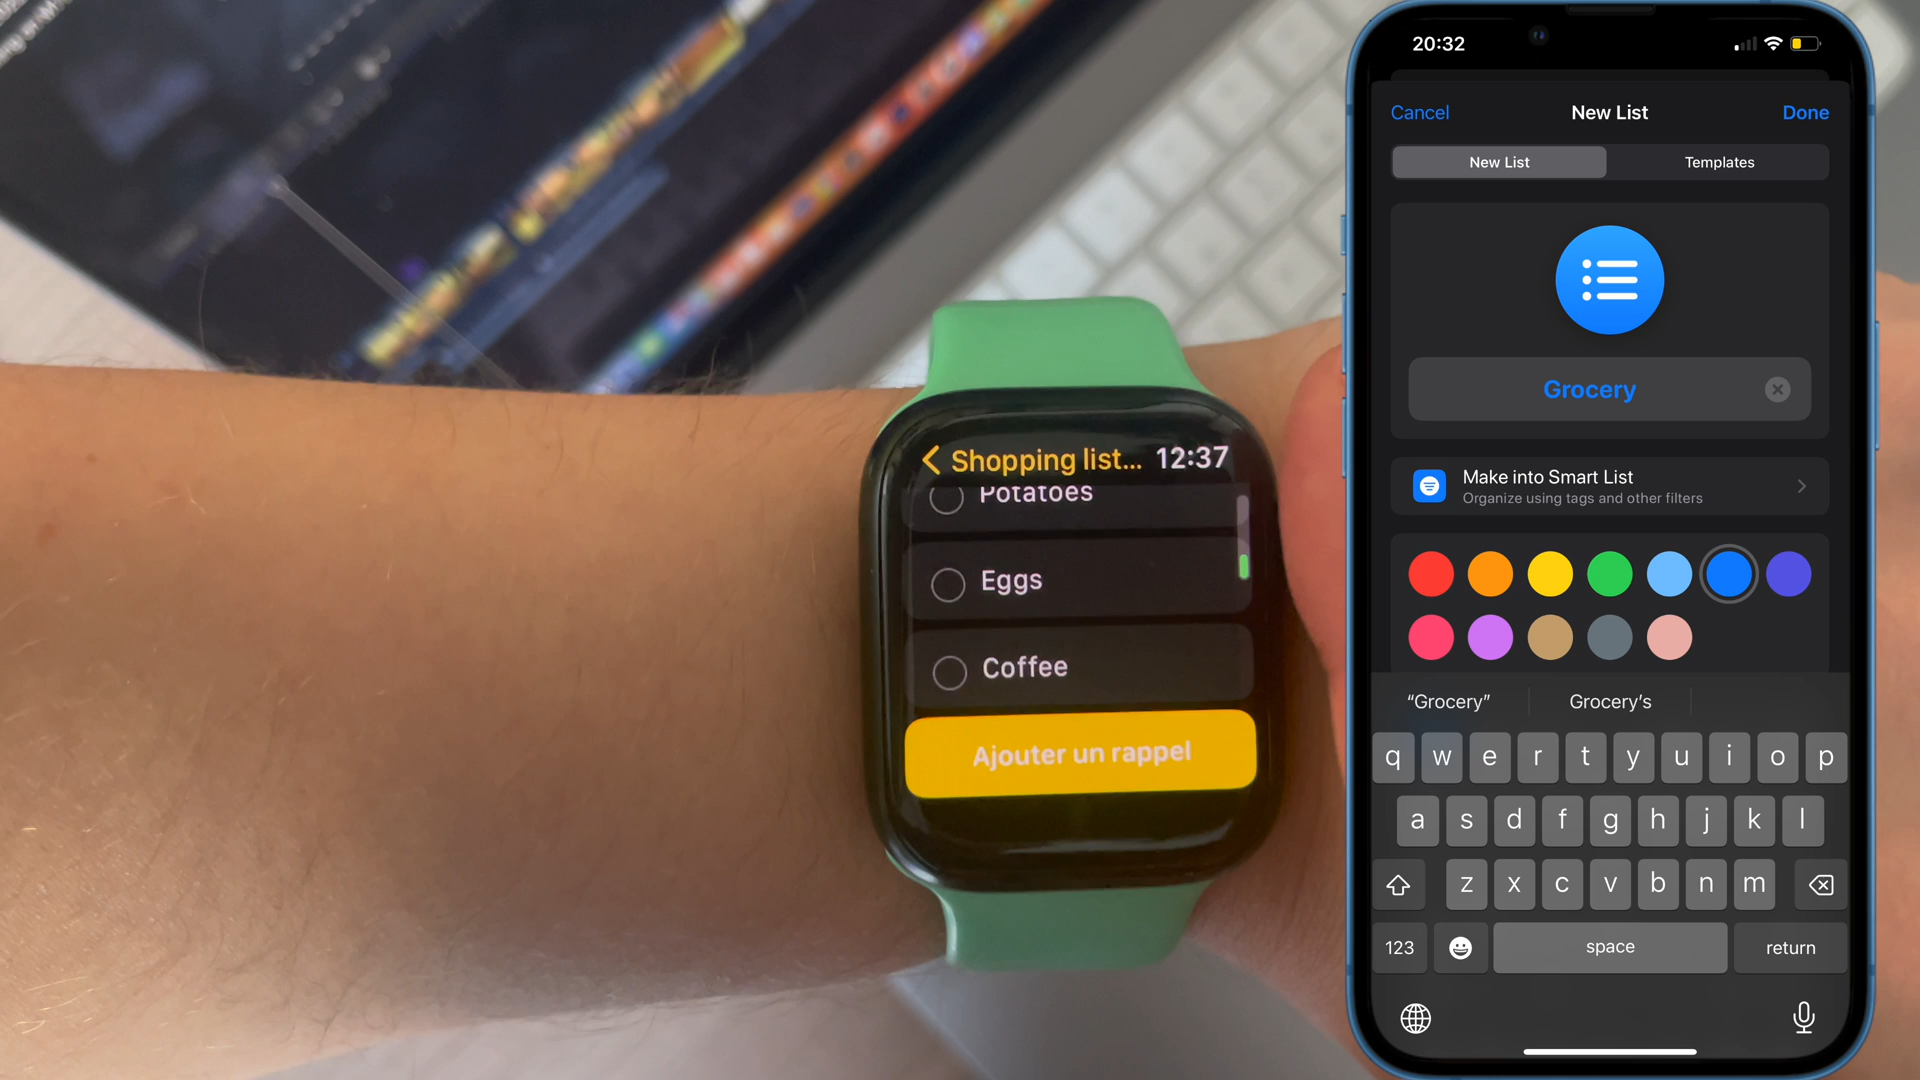 Shopping list... 12:37
Potatoes
Eggs
Coffee
Ajouter un rappel
20:32
Cancel New List Done
New List Templates
Grocery
Make into Smart List
Organize using tags and other filters
“Grocery” Grocery’s
q w e r t y u i o p
a s d f g h j k l
z x c v b n m
123 space return